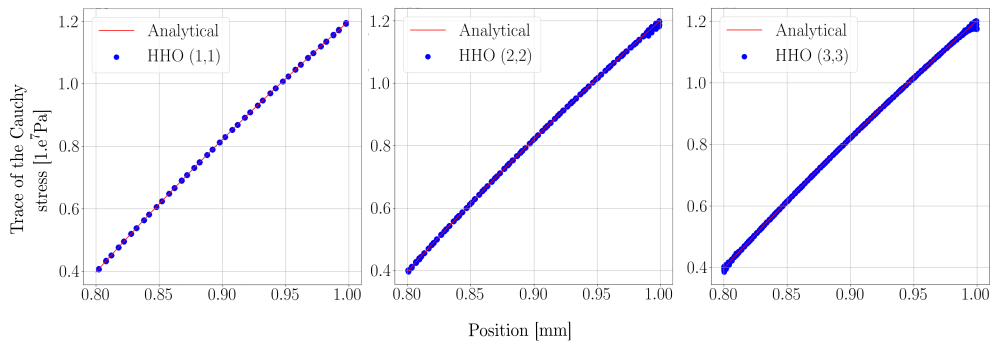 Trace of the Cauchy
stress [1.e⁷Pa]
1.2
1.0
0.8
0.6
0.4
Analytical
HHO (1,1)
0.80 0.85 0.90 0.95 1.00
1.2
1.0
0.8
0.6
0.4
Analytical
HHO (2,2)
0.80 0.85 0.90 0.95 1.00
1.2
1.0
0.8
0.6
0.4
Analytical
HHO (3,3)
0.80 0.85 0.90 0.95 1.00
Position [mm]